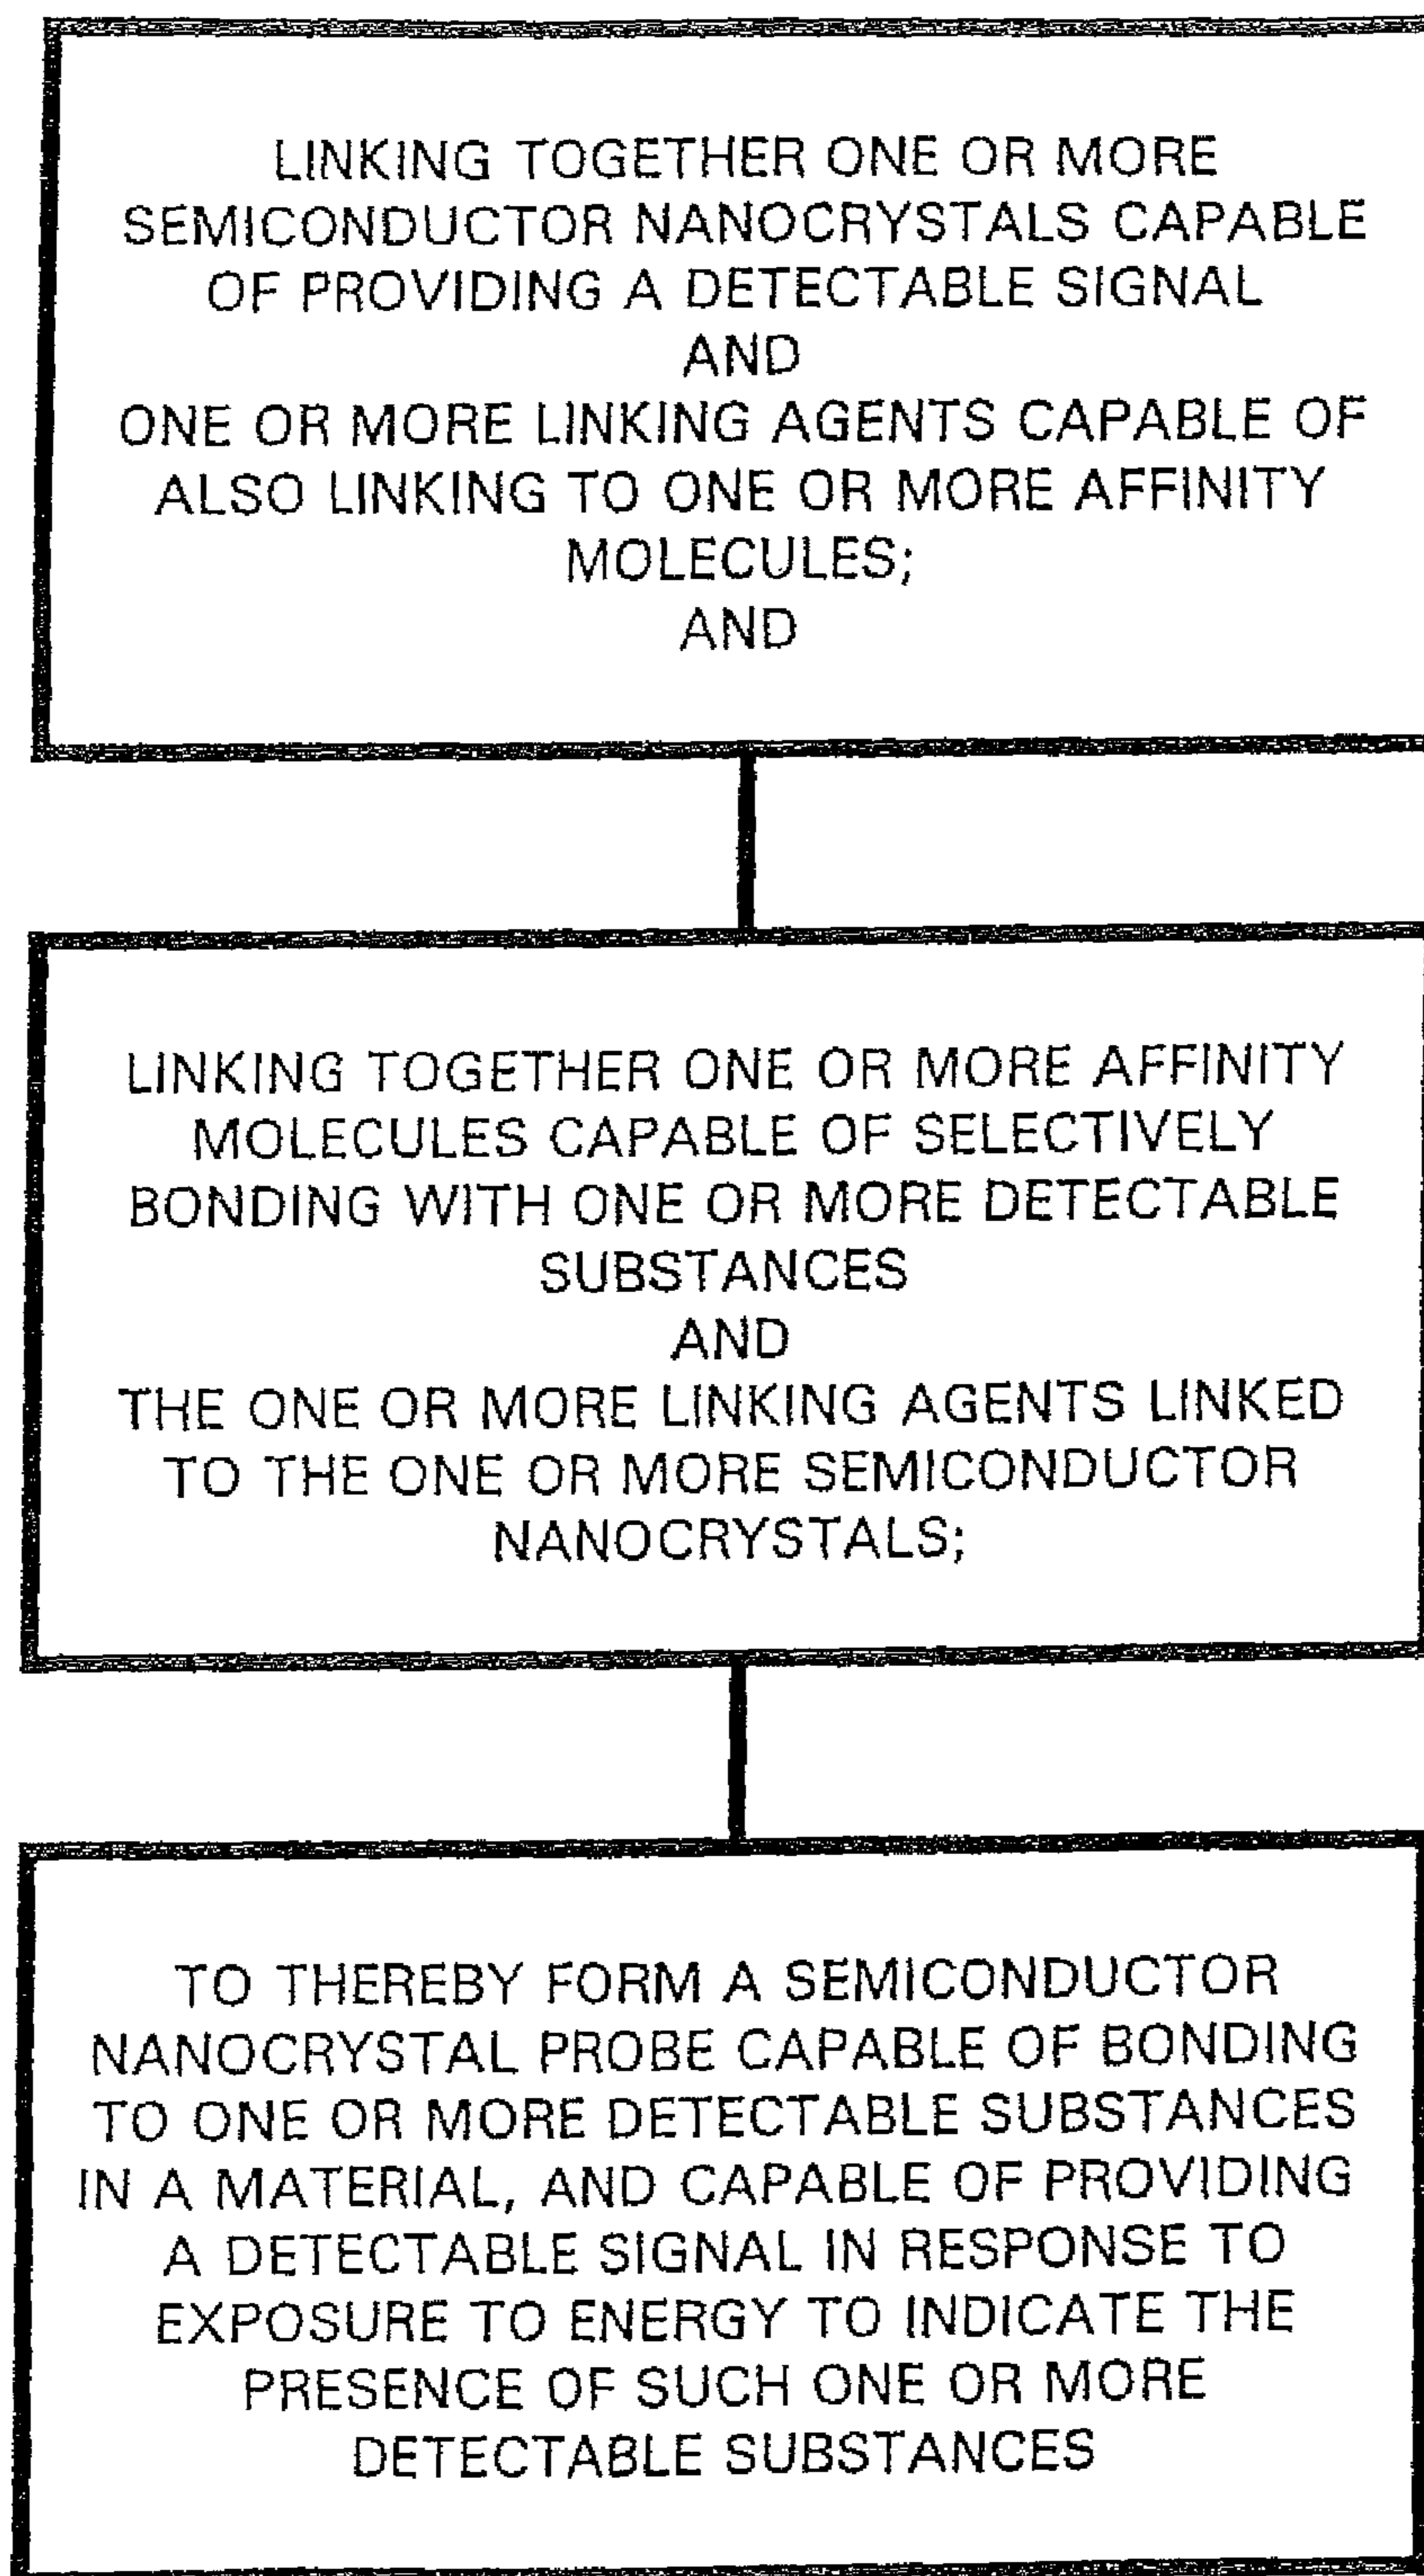 LINKING TOGETHER ONE OR MORE
SEMICONDUCTOR NANOCRYSTALS CAPABLE
OF PROVIDING A DETECTABLE SIGNAL
AND
ONE OR MORE LINKING AGENTS CAPABLE OF
ALSO LINKING TO ONE OR MORE AFFINITY
MOLECULES;
AND
LINKING TOGETHER ONE OR MORE AFFINITY
MOLECULES CAPABLE OF SELECTIVELY
BONDING WITH ONE OR MORE DETECTABLE
SUBSTANCES
AND
THE ONE OR MORE LINKING AGENTS LINKED
TO THE ONE OR MORE SEMICONDUCTOR
NANOCRYSTALS;
TO THEREBY FORM A SEMICONDUCTOR
NANOCRYSTAL PROBE CAPABLE OF BONDING
TO ONE OR MORE DETECTABLE SUBSTANCES
IN A MATERIAL, AND CAPABLE OF PROVIDING
A DETECTABLE SIGNAL IN RESPONSE TO
EXPOSURE TO ENERGY TO INDICATE THE
PRESENCE OF SUCH ONE OR MORE
DETECTABLE SUBSTANCES